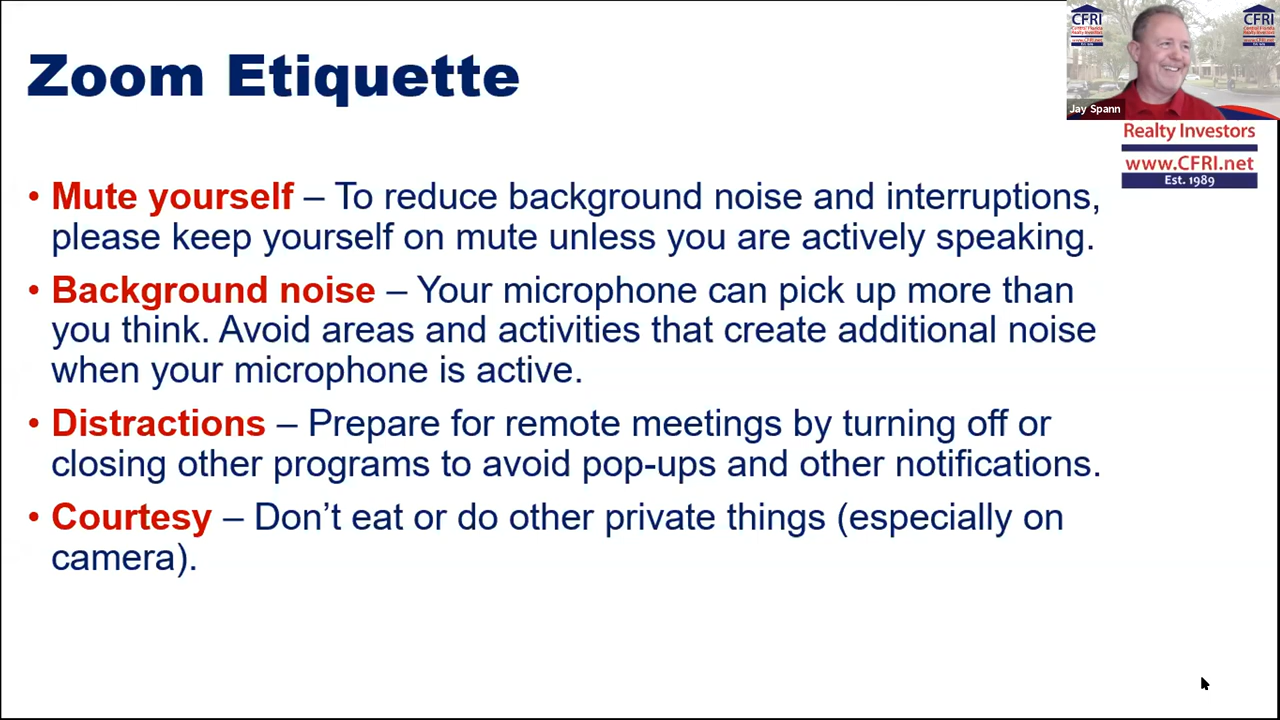 Zoom Etiquette
CFRI
CFRI
Jay Spann
Realty Investors
www.CFRI.net
Est. 1989
• Mute yourself – To reduce background noise and interruptions,
please keep yourself on mute unless you are actively speaking.
• Background noise – Your microphone can pick up more than
you think. Avoid areas and activities that create additional noise
when your microphone is active.
• Distractions – Prepare for remote meetings by turning off or
closing other programs to avoid pop-ups and other notifications.
• Courtesy – Don’t eat or do other private things (especially on
camera).